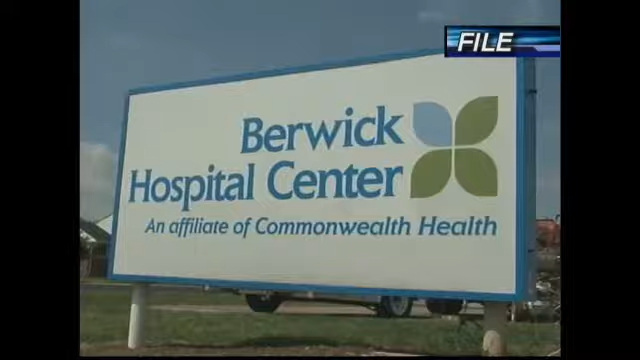 FILE
Berwick
Hospital Center
An affiliate of Commonwealth Health